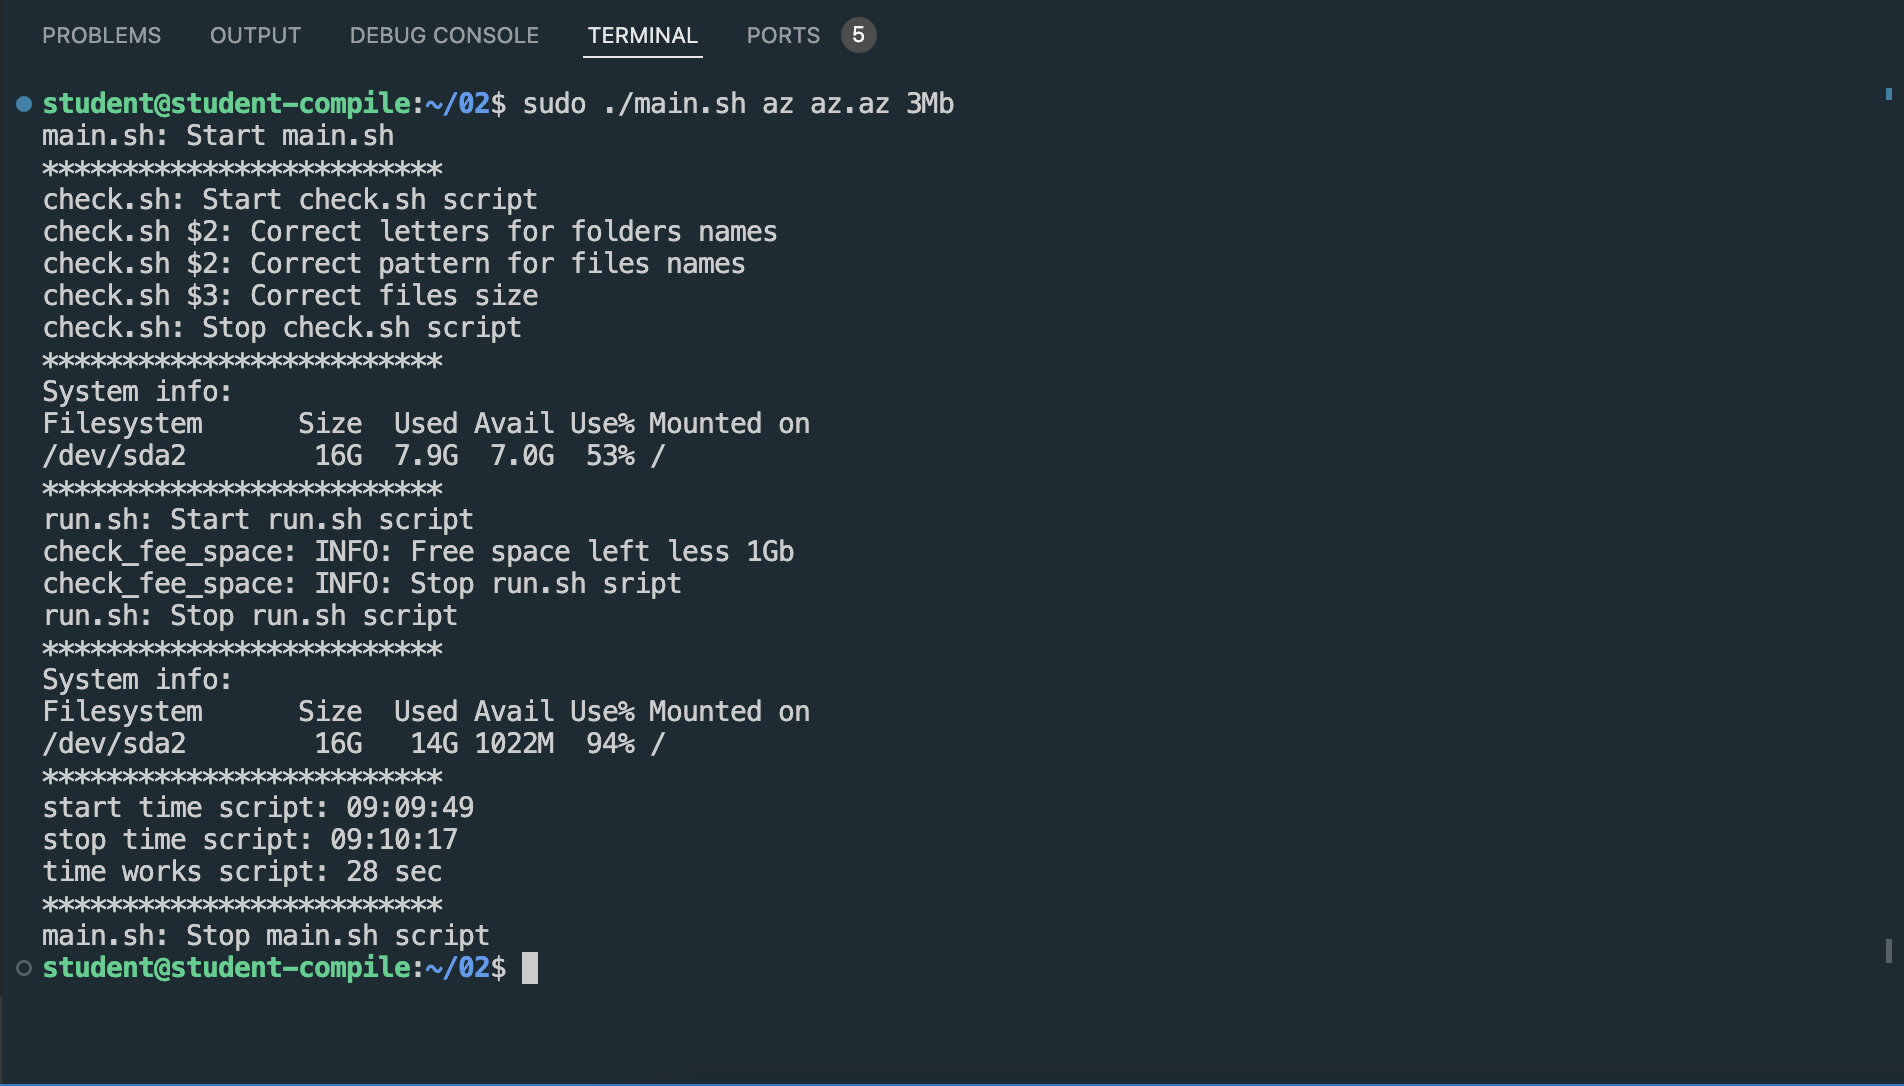 PROBLEMS OUTPUT DEBUG CONSOLE TERMINAL PORTS 5
student@student-compile:~/02$ sudo ./main.sh az az.az 3Mb
main.sh: Start main.sh
*************************
check.sh: Start check.sh script
check.sh $2: Correct letters for folders names
check.sh $2: Correct pattern for files names
check.sh $3: Correct files size
check.sh: Stop check.sh script
*************************
System info:
Filesystem      Size  Used Avail Use% Mounted on
/dev/sda2        16G  7.9G  7.0G  53% /
*************************
run.sh: Start run.sh script
check_fee_space: INFO: Free space left less 1Gb
check_fee_space: INFO: Stop run.sh sript
run.sh: Stop run.sh script
*************************
System info:
Filesystem      Size  Used Avail Use% Mounted on
/dev/sda2        16G   14G 1022M  94% /
*************************
start time script: 09:09:49
stop time script: 09:10:17
time works script: 28 sec
*************************
main.sh: Stop main.sh script
student@student-compile:~/02$